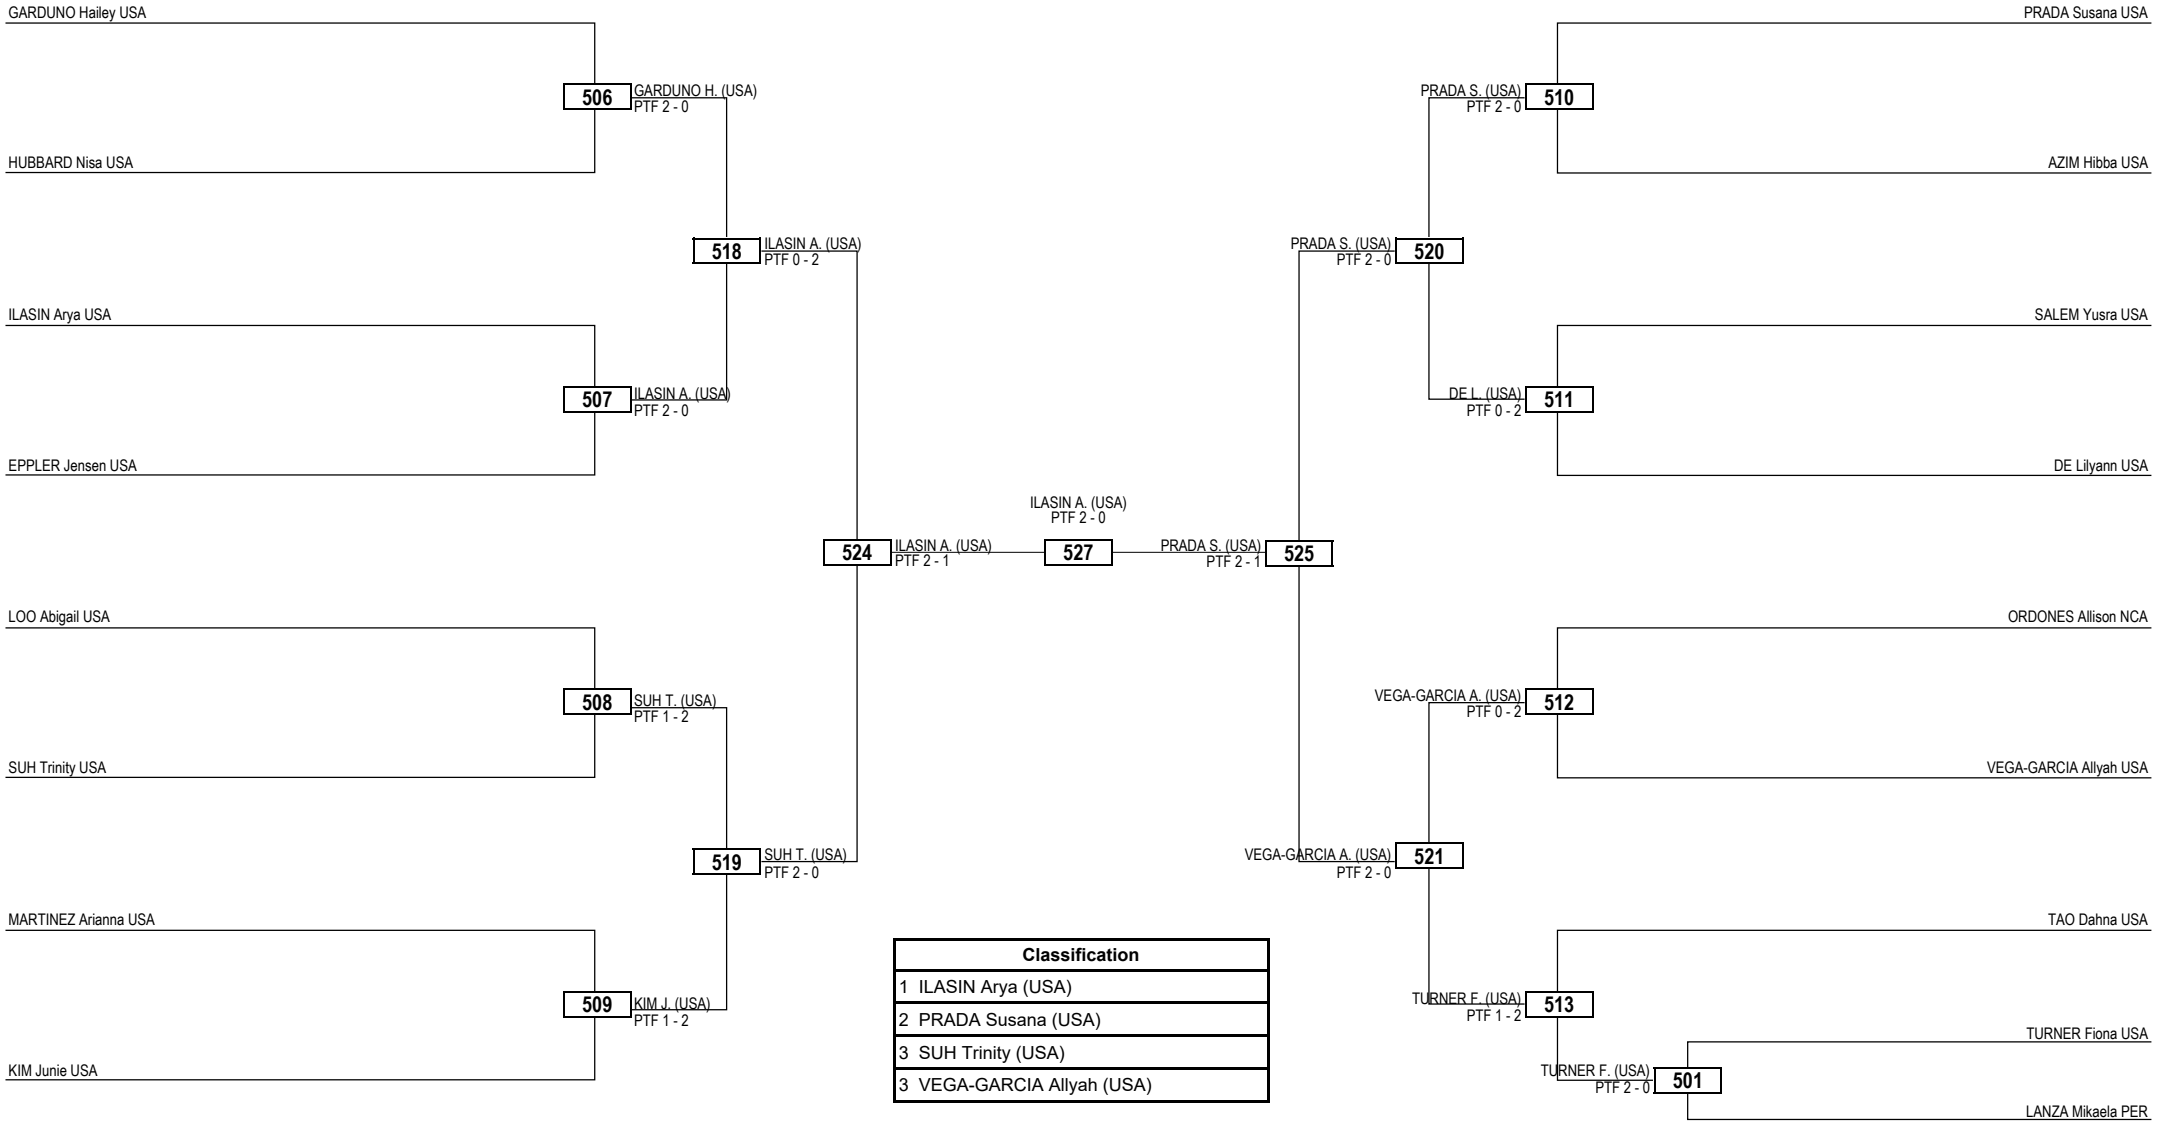 GARDUNO Hailey USA
506
GARDUNO H. (USA)
PTF 2 - 0
HUBBARD Nisa USA
518
ILASIN A. (USA)
PTF 0 - 2
ILASIN Arya USA
507
ILASIN A. (USA)
PTF 2 - 0
EPPLER Jensen USA
524
ILASIN A. (USA)
PTF 2 - 1
LOO Abigail USA
508
SUH T. (USA)
PTF 1 - 2
SUH Trinity USA
519
SUH T. (USA)
PTF 2 - 0
MARTINEZ Arianna USA
509
KIM J. (USA)
PTF 1 - 2
KIM Junie USA
ILASIN A. (USA)
PTF 2 - 0
527
PRADA Susana USA
PRADA S. (USA)
PTF 2 - 0
510
AZIM Hibba USA
PRADA S. (USA)
PTF 2 - 0
520
SALEM Yusra USA
DE L. (USA)
PTF 0 - 2
511
DE Lilyann USA
PRADA S. (USA)
PTF 2 - 1
525
ORDONES Allison NCA
VEGA-GARCIA A. (USA)
PTF 0 - 2
512
VEGA-GARCIA Allyah USA
VEGA-GARCIA A. (USA)
PTF 2 - 0
521
TAO Dahna USA
TURNER F. (USA)
PTF 1 - 2
513
TURNER Fiona USA
TURNER F. (USA)
PTF 2 - 0
501
LANZA Mikaela PER
Classification
1 ILASIN Arya (USA)
2 PRADA Susana (USA)
3 SUH Trinity (USA)
3 VEGA-GARCIA Allyah (USA)